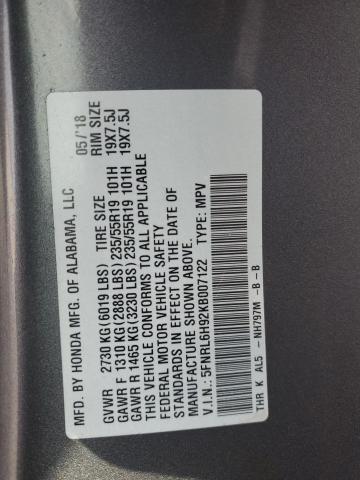 MFD. BY HONDA MFG. OF ALABAMA, LLC 05/'18
TIRE SIZE RIM SIZE
GVWR 2730 KG(6019 LBS)
GAWR F 1310 KG(2888 LBS) 235/55R19 101H 19X7.5J
GAWR R 1465 KG(3230 LBS) 235/55R19 101H 19X7.5J
THIS VEHICLE CONFORMS TO ALL APPLICABLE
FEDERAL MOTOR VEHICLE SAFETY
STANDARDS IN EFFECT ON THE DATE OF
MANUFACTURE SHOWN ABOVE.
V.I.N.: 5FNRL6H92KB007122 TYPE: MPV
THR K AL5 - NH797M -B -B